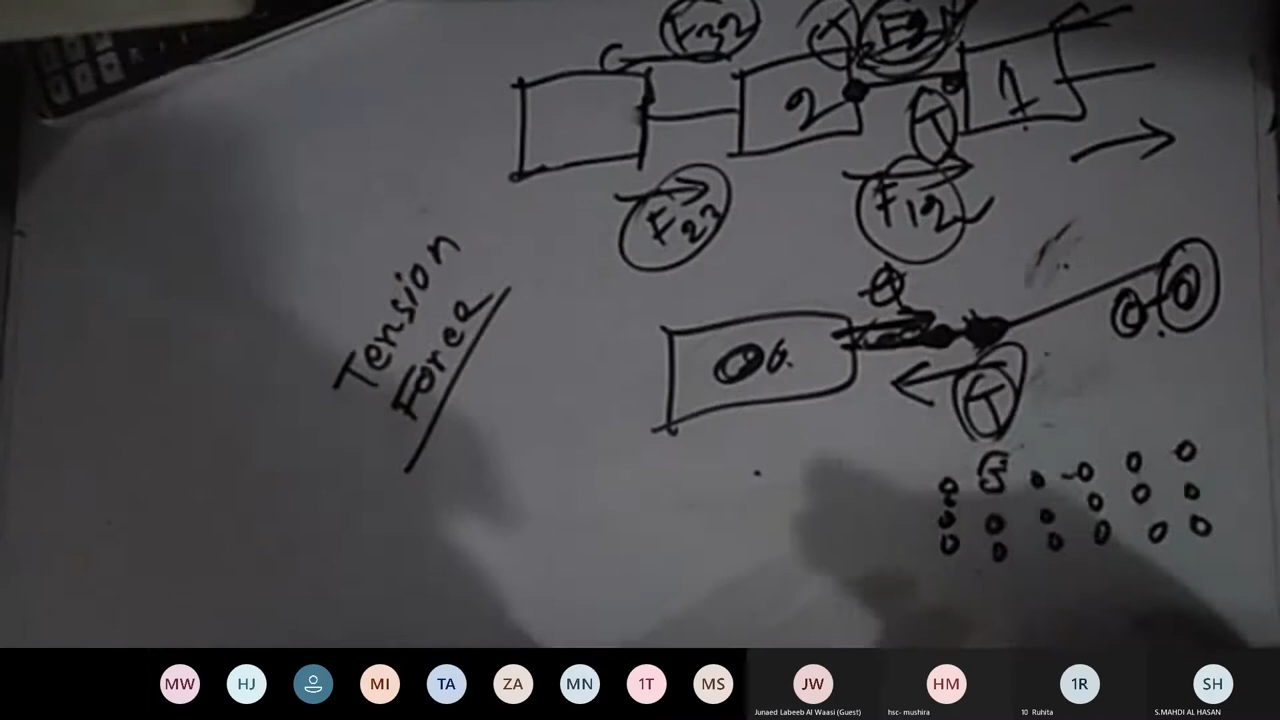 F32
T
2
1
T
F23
F12
Tension
Force
T
MW
HJ
MI
TA
ZA
MN
1T
MS
JW
HM
1R
SH
Junaed Labeeb Al Waasi (Guest)
hsc- mushira
10 Ruhita
S.MAHDI AL HASAN